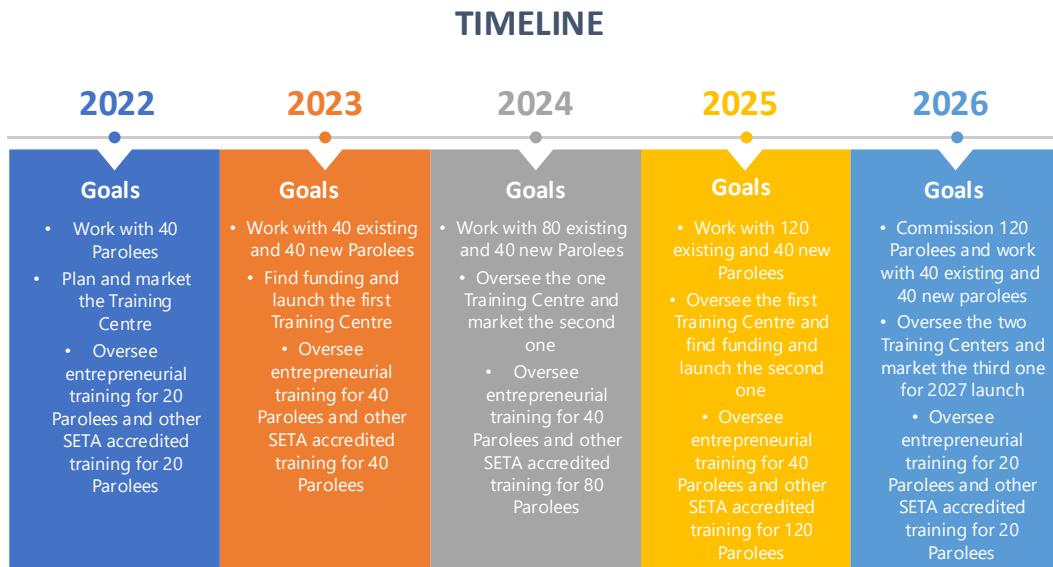 TIMELINE
2022
2023
2024
2025
2026
Goals
• Work with 40
Parolees
• Plan and market
the Training
Centre
• Oversee
entrepreneurial
training for 20
Parolees and other
SETA accredited
training for 20
Parolees
Goals
• Work with 40 existing
and 40 new Parolees
• Find funding and
launch the first
Training Centre
• Oversee
entrepreneurial
training for 40
Parolees and other
SETA accredited
training for 40
Parolees
Goals
• Work with 80 existing
and 40 new Parolees
• Oversee the one
Training Centre and
market the second
one
• Oversee
entrepreneurial
training for 40
Parolees and other
SETA accredited
training for 80
Parolees
Goals
• Work with 120
existing and 40 new
Parolees
• Oversee the first
Training Centre and
find funding and
launch the second
one
• Oversee
entrepreneurial
training for 40
Parolees and other
SETA accredited
training for 120
Parolees
Goals
• Commission 120
Parolees and work
with 40 existing and
40 new parolees
• Oversee the two
Training Centers and
market the third one
for 2027 launch
• Oversee
entrepreneurial
training for 20
Parolees and other
SETA accredited
training for 20
Parolees